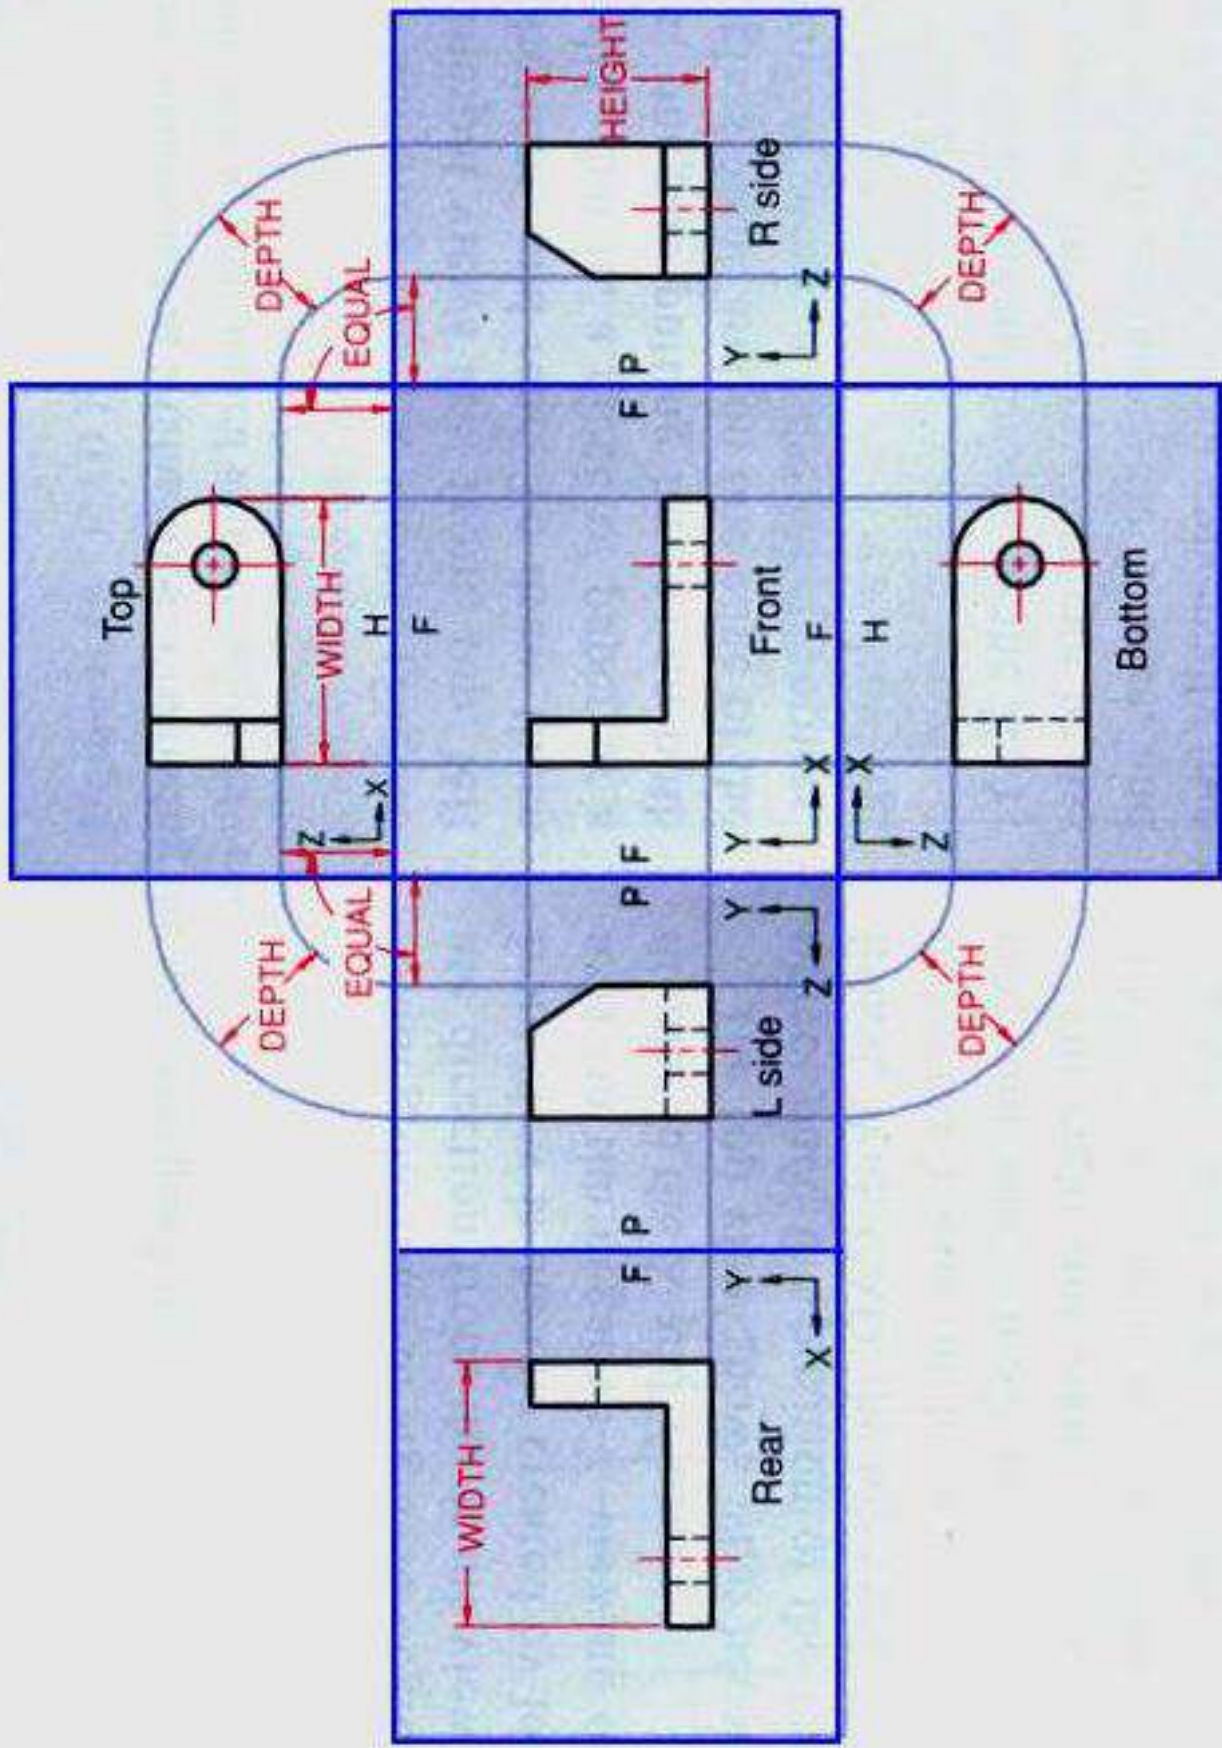 Top
DEPTH DEPTH
Z
WIDTH
EQUAL EQUAL
X H
F
WIDTH
HEIGHT
F P P F F P
Y Y Y Y
Rear L side Front R side
X Z X F Z
X H
Z
DEPTH DEPTH
Bottom